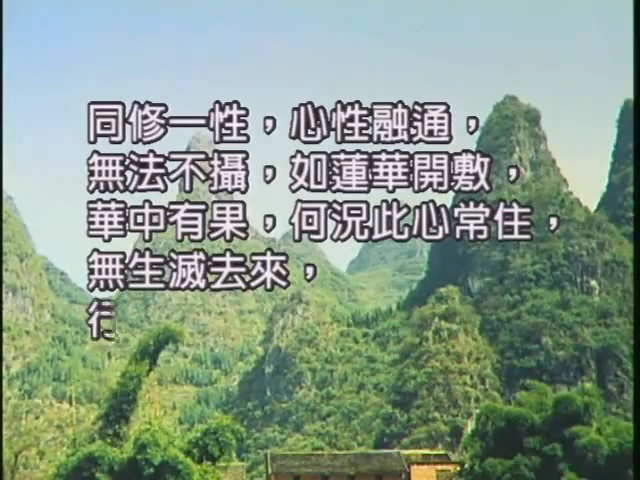 同修一性，心性融通，
無法不攝，如蓮華開敷，
華中有果，何況此心常住，
無生滅去來，